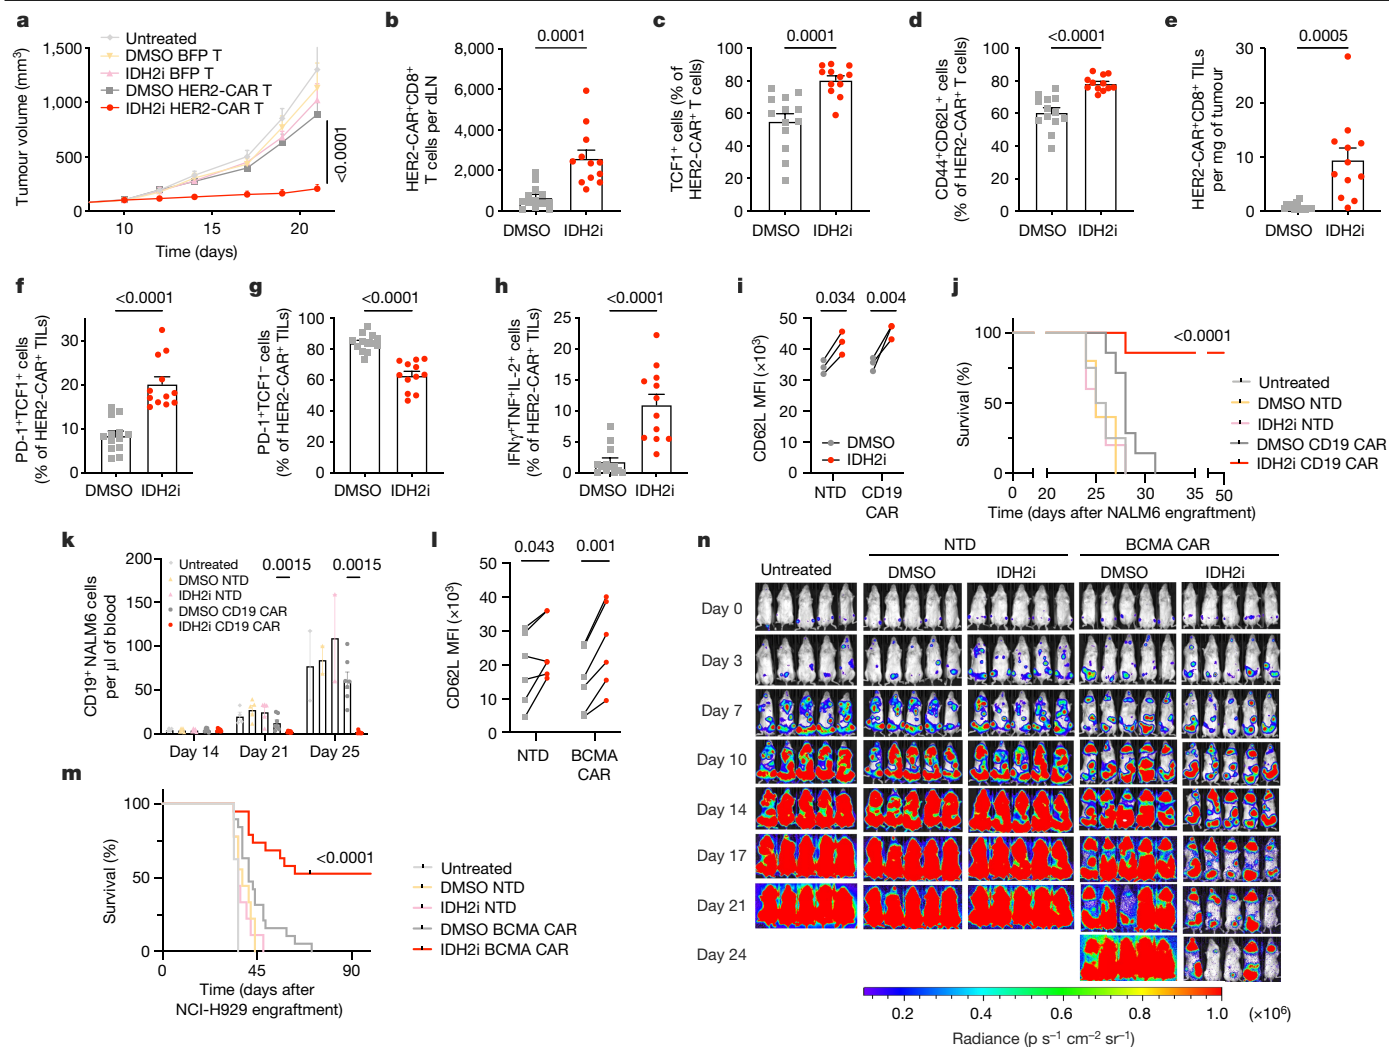 a
Tumour volume (mm³)
1,500
1,000
500
0
10
15
20
Time (days)
Untreated
DMSO BFP T
IDH2i BFP T
DMSO HER2-CAR T
IDH2i HER2-CAR T
<0.0001
b
HER2-CAR⁺CD8⁺
T cells per dLN
8,000
6,000
4,000
2,000
0
0.0001
DMSO IDH2i
c
TCF1⁺ cells (% of
HER2-CAR⁺ T cells)
100
80
60
40
20
0
0.0001
DMSO IDH2i
d
CD44⁺CD62L⁺ cells
(% of HER2-CAR⁺ T cells)
100
80
60
40
20
0
<0.0001
DMSO IDH2i
e
HER2-CAR⁺CD8⁺ TILs
per mg of tumour
30
20
10
0
0.0005
DMSO IDH2i
f
PD-1⁺TCF1⁺ cells
(% of HER2-CAR⁺ TILs)
30
20
10
0
<0.0001
DMSO IDH2i
g
PD-1⁺TCF1⁻ cells
(% of HER2-CAR⁺ TILs)
100
80
60
40
20
0
<0.0001
DMSO IDH2i
h
IFNγ⁺TNF⁺IL-2⁺ cells
(% of HER2-CAR⁺ TILs)
25
20
15
10
5
0
<0.0001
DMSO IDH2i
i
CD62L MFI (×10³)
50
40
30
20
10
0
0.034 0.004
DMSO
IDH2i
NTD CD19
CAR
j
Survival (%)
100
50
0
0 20 25 30 35 50
Time (days after NALM6 engraftment)
<0.0001
Untreated
DMSO NTD
IDH2i NTD
DMSO CD19 CAR
IDH2i CD19 CAR
k
CD19⁺ NALM6 cells
per µl of blood
200
150
100
50
0
Untreated
DMSO NTD
IDH2i NTD
DMSO CD19 CAR
IDH2i CD19 CAR
0.0015 0.0015
Day 14 Day 21 Day 25
l
CD62L MFI (×10³)
50
40
30
20
10
0
0.043 0.001
NTD BCMA
CAR
m
Survival (%)
100
50
0
0 45 90
Time (days after
NCI-H929 engraftment)
<0.0001
Untreated
DMSO NTD
IDH2i NTD
DMSO BCMA CAR
IDH2i BCMA CAR
n
NTD BCMA CAR
Untreated DMSO IDH2i DMSO IDH2i
Day 0
Day 3
Day 7
Day 10
Day 14
Day 17
Day 21
Day 24
0.2 0.4 0.6 0.8 1.0 (×10⁶)
Radiance (p s⁻¹ cm⁻² sr⁻¹)